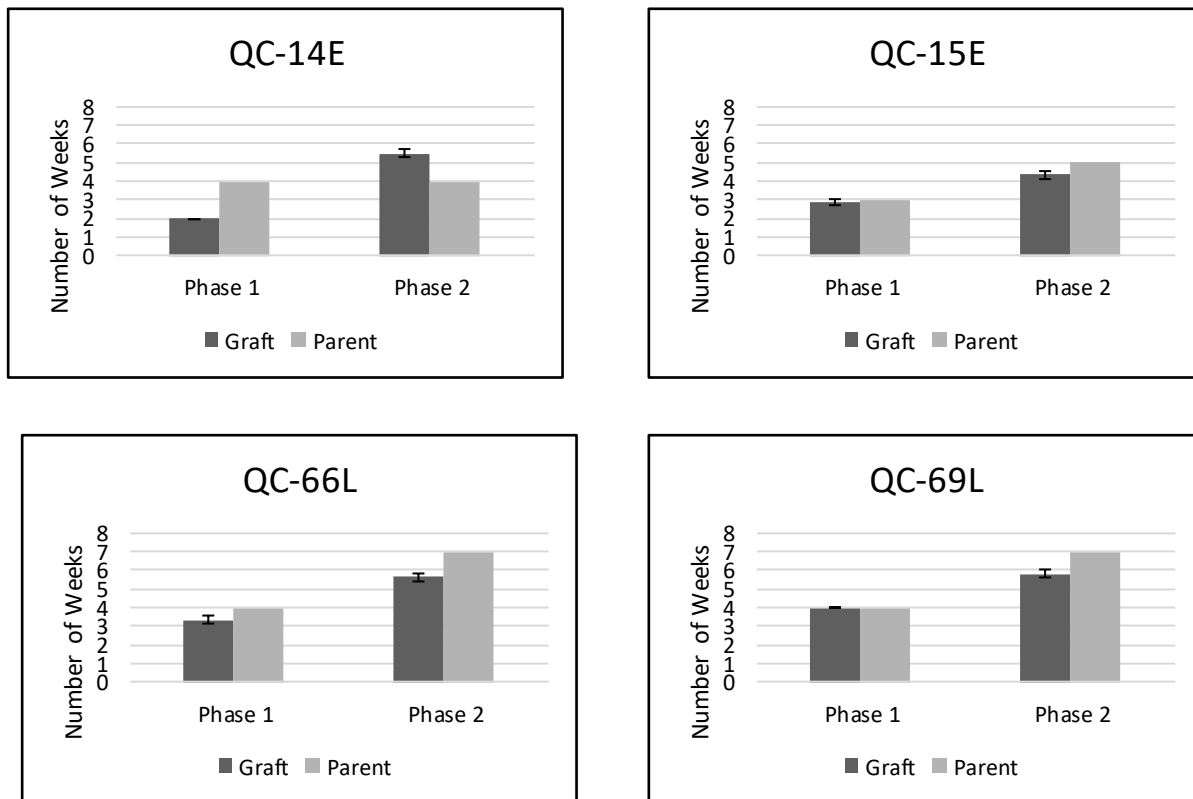 QC-14E
Number of Weeks
8
7
6
5
4
3
2
1
0
Phase 1 Phase 2
Graft Parent
QC-15E
Number of Weeks
8
7
6
5
4
3
2
1
0
Phase 1 Phase 2
Graft Parent
QC-66L
Number of Weeks
8
7
6
5
4
3
2
1
0
Phase 1 Phase 2
Graft Parent
QC-69L
Number of Weeks
8
7
6
5
4
3
2
1
0
Phase 1 Phase 2
Graft Parent